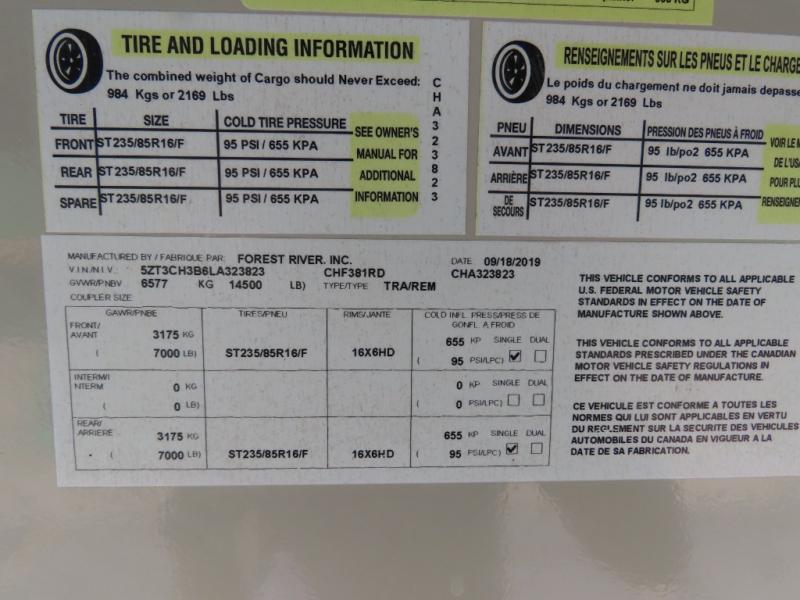 TIRE AND LOADING INFORMATION
The combined weight of Cargo should Never Exceed:
984 Kgs or 2169 Lbs
TIRE SIZE COLD TIRE PRESSURE
FRONT ST235/85R16/F 95 PSI / 655 KPA
REAR ST235/85R16/F 95 PSI / 655 KPA
SPARE ST235/85R16/F 95 PSI / 655 KPA
SEE OWNER'S
MANUAL FOR
ADDITIONAL
INFORMATION
CHA323823
RENSEIGNEMENTS SUR LES PNEUS ET LE CHARGE
Le poids du chargement ne doit jamais depasse
984 Kgs or 2169 Lbs
PNEU DIMENSIONS PRESSION DES PNEUS À FROID
AVANT ST235/85R16/F 95 lb/po2 655 KPA
ARRIÈRE ST235/85R16/F 95 lb/po2 655 KPA
DE SECOURS ST235/85R16/F 95 lb/po2 655 KPA
VOIR LE M
DE L'USA
POUR PLU
RENSEIGNEM
MANUFACTURED BY / FABRIQUE PAR: FOREST RIVER. INC. DATE 09/18/2019
V.I.N./N.I.V.: 5ZT3CH3B6LA323823 CHF381RD CHA323823
GVWR/PNBV 6577 KG 14500 LB) TYPE/TYPE TRA/REM
COUPLER SIZE:
GAWR/PNBE TIRES/PNEU RIMS/JANTE COLD INFL PRESS/PRESS DE
GONFL. A FROID
FRONT/
AVANT 3175 KG 655 KP SINGLE DUAL
( 7000 LB) ST235/85R16/F 16X6HD ( 95 PSI/LPC)
INTERM/I
NTERM 0 KG 0 KP SINGLE DUAL
( 0 LB) ( 0 PSI/LPC)
REAR/
ARRIERE 3175 KG 655 KP SINGLE DUAL
( 7000 LB) ST235/85R16/F 16X6HD ( 95 PSI/LPC)
THIS VEHICLE CONFORMS TO ALL APPLICABLE
U.S. FEDERAL MOTOR VEHICLE SAFETY
STANDARDS IN EFFECT ON THE DATE OF
MANUFACTURE SHOWN ABOVE.
THIS VEHICLE CONFORMS TO ALL APPLICABLE
STANDARDS PRESCRIBED UNDER THE CANADIAN
MOTOR VEHICLE SAFETY REGULATIONS IN
EFFECT ON THE DATE OF MANUFACTURE.
CE VEHICULE EST CONFORME A TOUTES LES
NORMES QUI LUI SONT APPLICABLES EN VERTU
DU REGLEMENT SUR LA SECURITE DES VEHICULES
AUTOMOBILES DU CANADA EN VIGUEUR A LA
DATE DE SA FABRICATION.